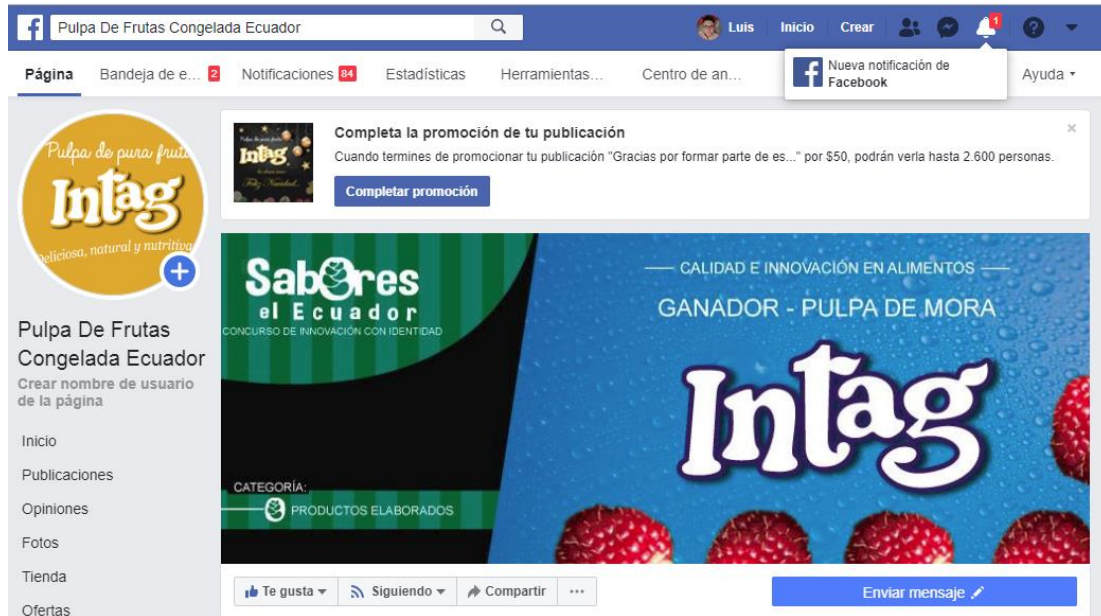 Pulpa De Frutas Congelada Ecuador
Luis Inicio Crear 1
Página Bandeja de e... 2 Notificaciones 84 Estadísticas Herramientas... Centro de an... Ayuda
Nueva notificación de
Facebook
Pulpa de pura fruta
Intag
Deliciosa, natural y nutritiva
Intag
Feliz Navidad
Completa la promoción de tu publicación
Cuando termines de promocionar tu publicación "Gracias por formar parte de es..." por $50, podrán verla hasta 2.600 personas.
Completar promoción
Pulpa De Frutas
Congelada Ecuador
Crear nombre de usuario
de la página
Inicio
Publicaciones
Opiniones
Fotos
Tienda
Ofertas
Sabores
el Ecuador
CONCURSO DE INNOVACIÓN CON IDENTIDAD
CATEGORÍA:
PRODUCTOS ELABORADOS
CALIDAD E INNOVACIÓN EN ALIMENTOS
GANADOR - PULPA DE MORA
Intag
Te gusta Siguiendo Compartir ... Enviar mensaje